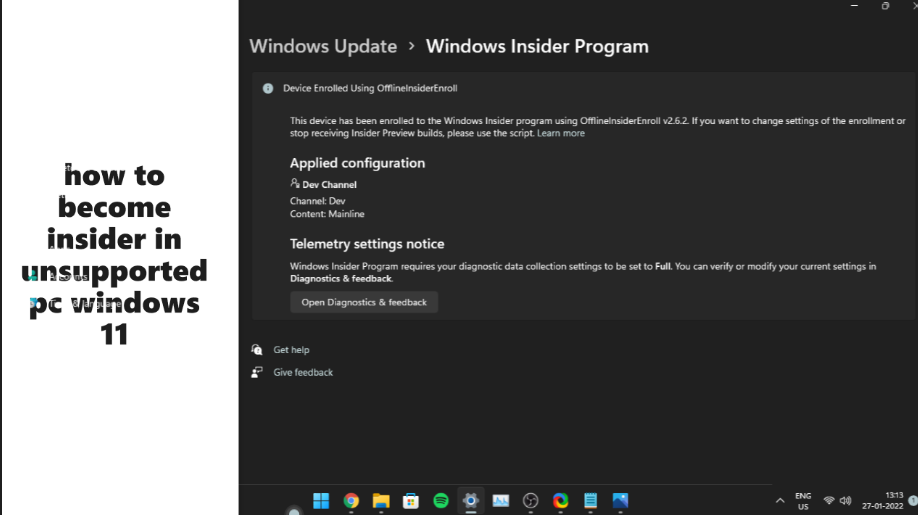 how to
become
insider in
unsupported
pc windows
11
Windows Update > Windows Insider Program
Device Enrolled Using OfflineInsiderEnroll
This device has been enrolled to the Windows Insider program using OfflineInsiderEnroll v2.6.2. If you want to change settings of the enrollment or
stop receiving Insider Preview builds, please use the script. Learn more
Applied configuration
Dev Channel
Channel: Dev
Content: Mainline
Telemetry settings notice
Windows Insider Program requires your diagnostic data collection settings to be set to Full. You can verify or modify your current settings in
Diagnostics & feedback.
Open Diagnostics & feedback
Get help
Give feedback
ENG
US
13:13
27-01-2022